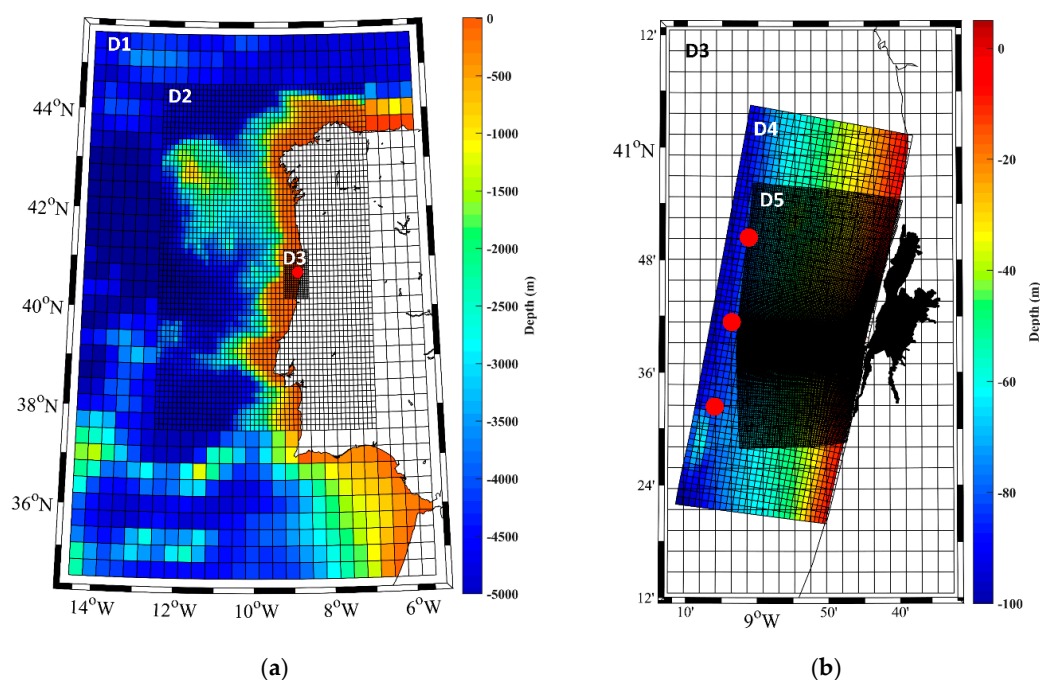 D1
D2
D3
44°N
42°N
40°N
38°N
36°N
14°W 12°W 10°W 8°W 6°W
0
-500
-1000
-1500
-2000
-2500
-3000
-3500
-4000
-4500
-5000
Depth (m)
(a)
D3
D4
D5
12'
41°N
48'
36'
24'
12'
10' 9°W 50' 40'
0
-20
-40
-60
-80
-100
Depth (m)
(b)